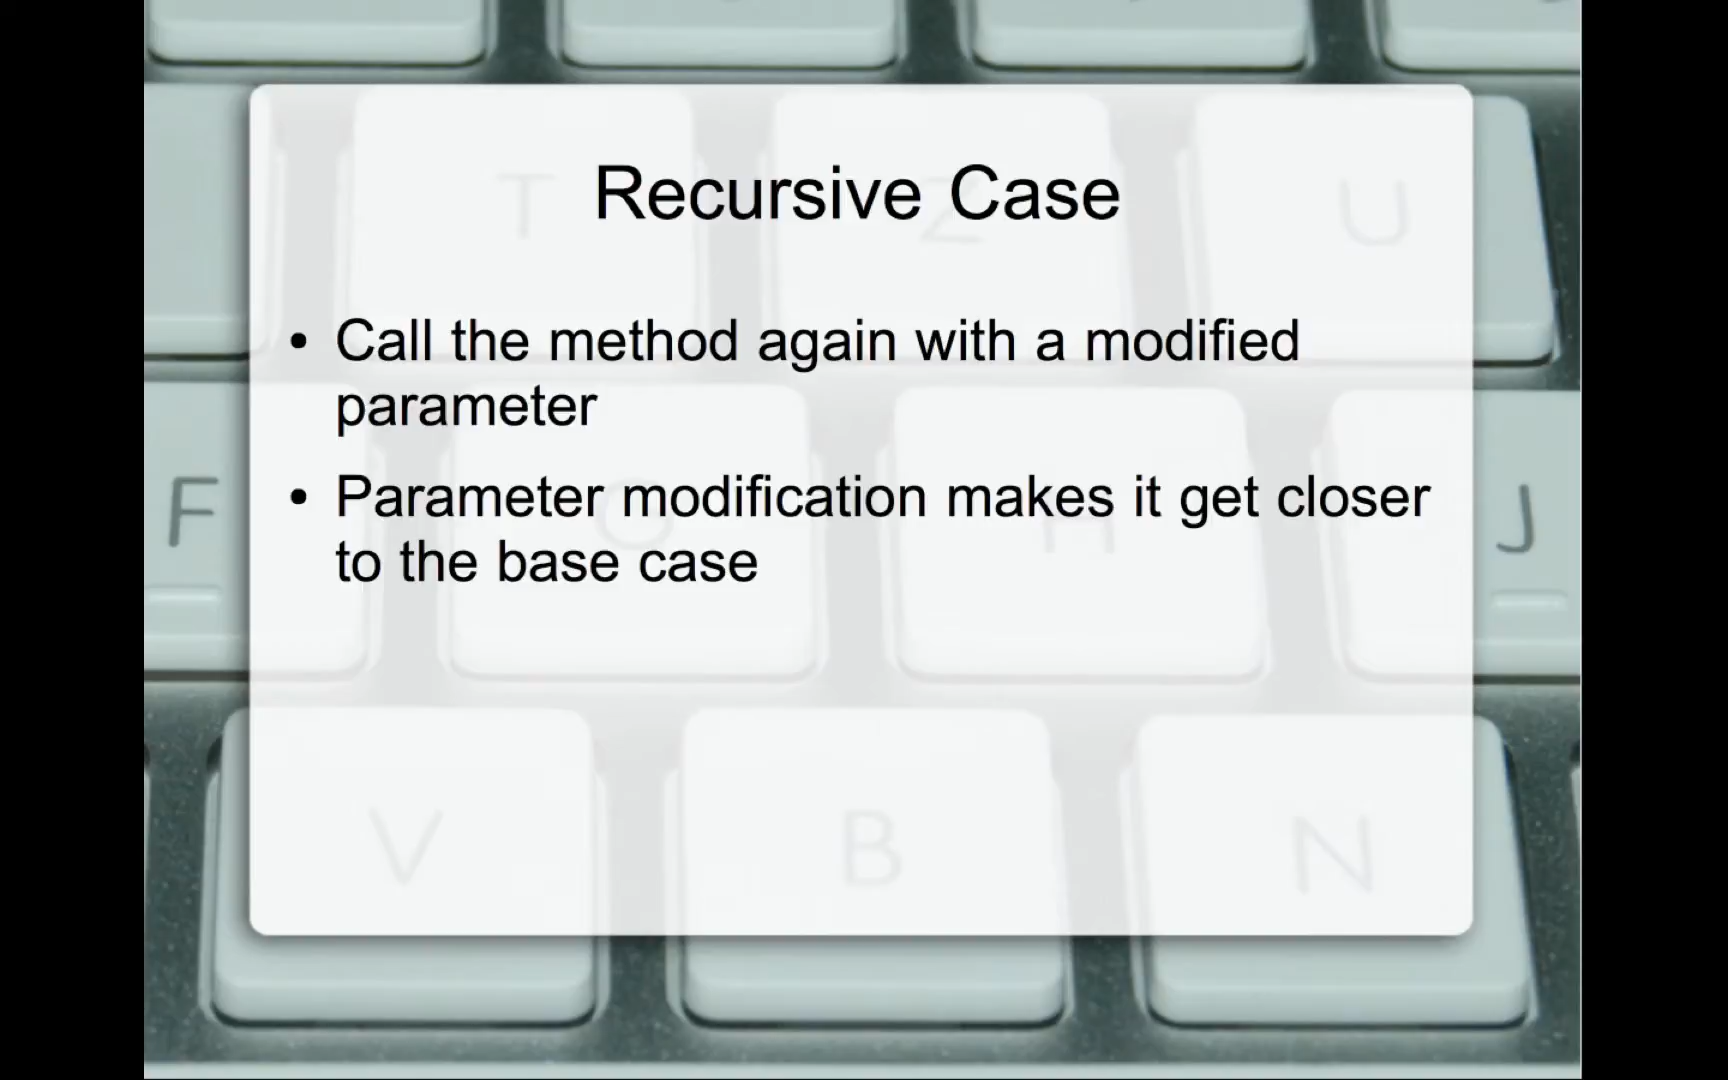 Recursive Case
• Call the method again with a modified
parameter
• Parameter modification makes it get closer
to the base case
T Z U
F G H J
V B N